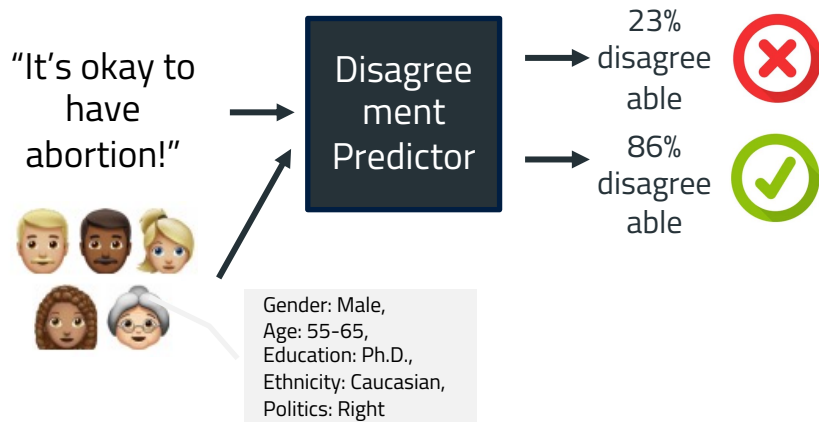 “It’s okay to
have
abortion!”
Disagree
ment
Predictor
23%
disagree
able
86%
disagree
able
Gender: Male,
Age: 55-65,
Education: Ph.D.,
Ethnicity: Caucasian,
Politics: Right